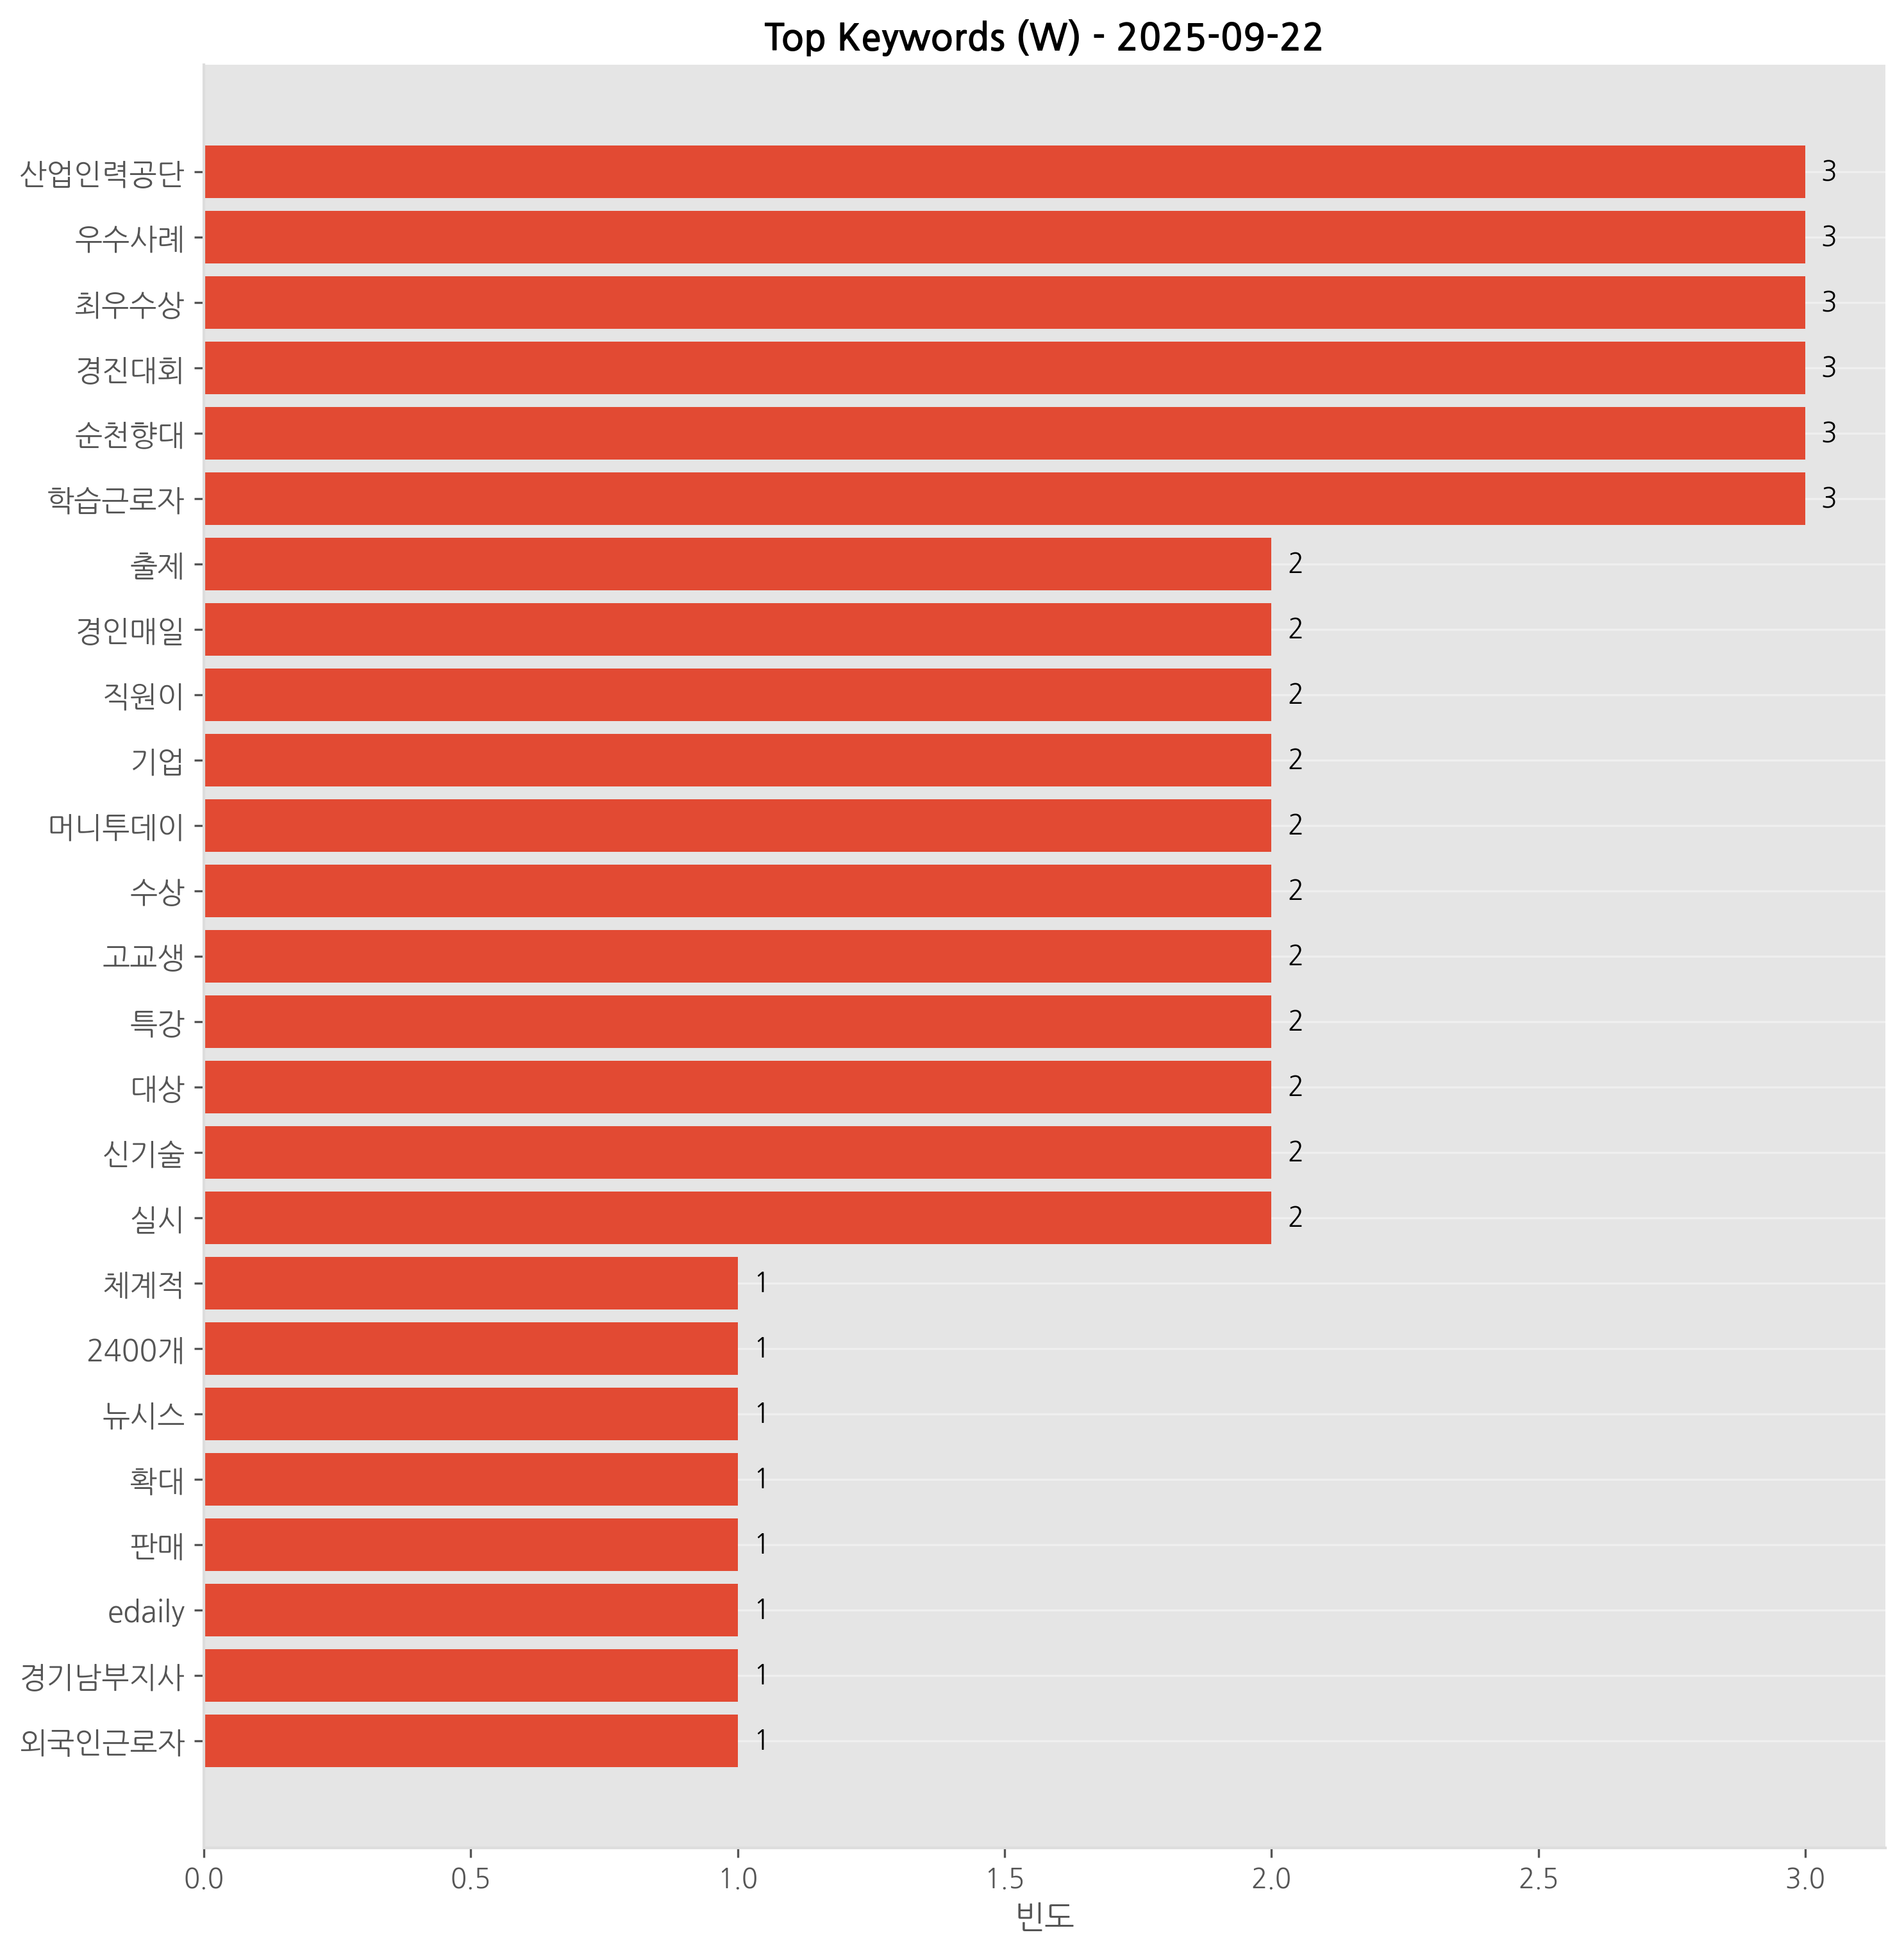 Top Keywords (W) - 2025-09-22
산업인력공단 3
우수사례 3
최우수상 3
경진대회 3
순천향대 3
학습근로자 3
출제 2
경인매일 2
직원이 2
기업 2
머니투데이 2
수상 2
고교생 2
특강 2
대상 2
신기술 2
실시 2
체계적 1
2400개 1
뉴시스 1
확대 1
판매 1
edaily 1
경기남부지사 1
외국인근로자 1
0.0 0.5 1.0 1.5 2.0 2.5 3.0
빈도